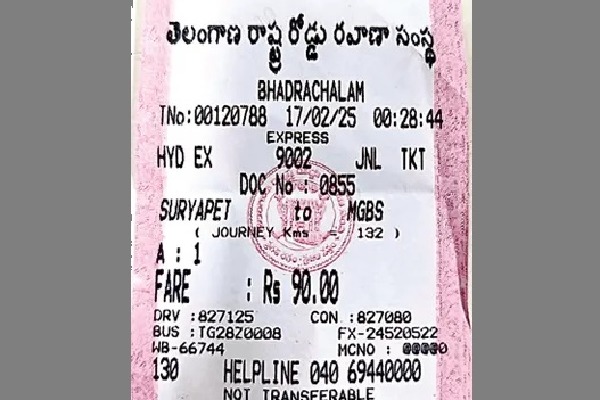 తెలంగాణ రాష్ట్ర రోడ్డు రవాణా సంస్థ
BHADRACHALAM
TNo:00120788 17/02/25 00:28:44
EXPRESS
HYD EX 9002 JNL TKT
DOC No : 0855
SURYAPET to MGBS
( JOURNEY Kms = 132 )
A : 1
FARE : Rs 90.00
DRV :827125 CON.:827080
BUS :TG28Z0008 FX-24520522
WB-66744 MCNO : 00000
130 HELPLINE 040 69440000
NOT TRANSFERABLE